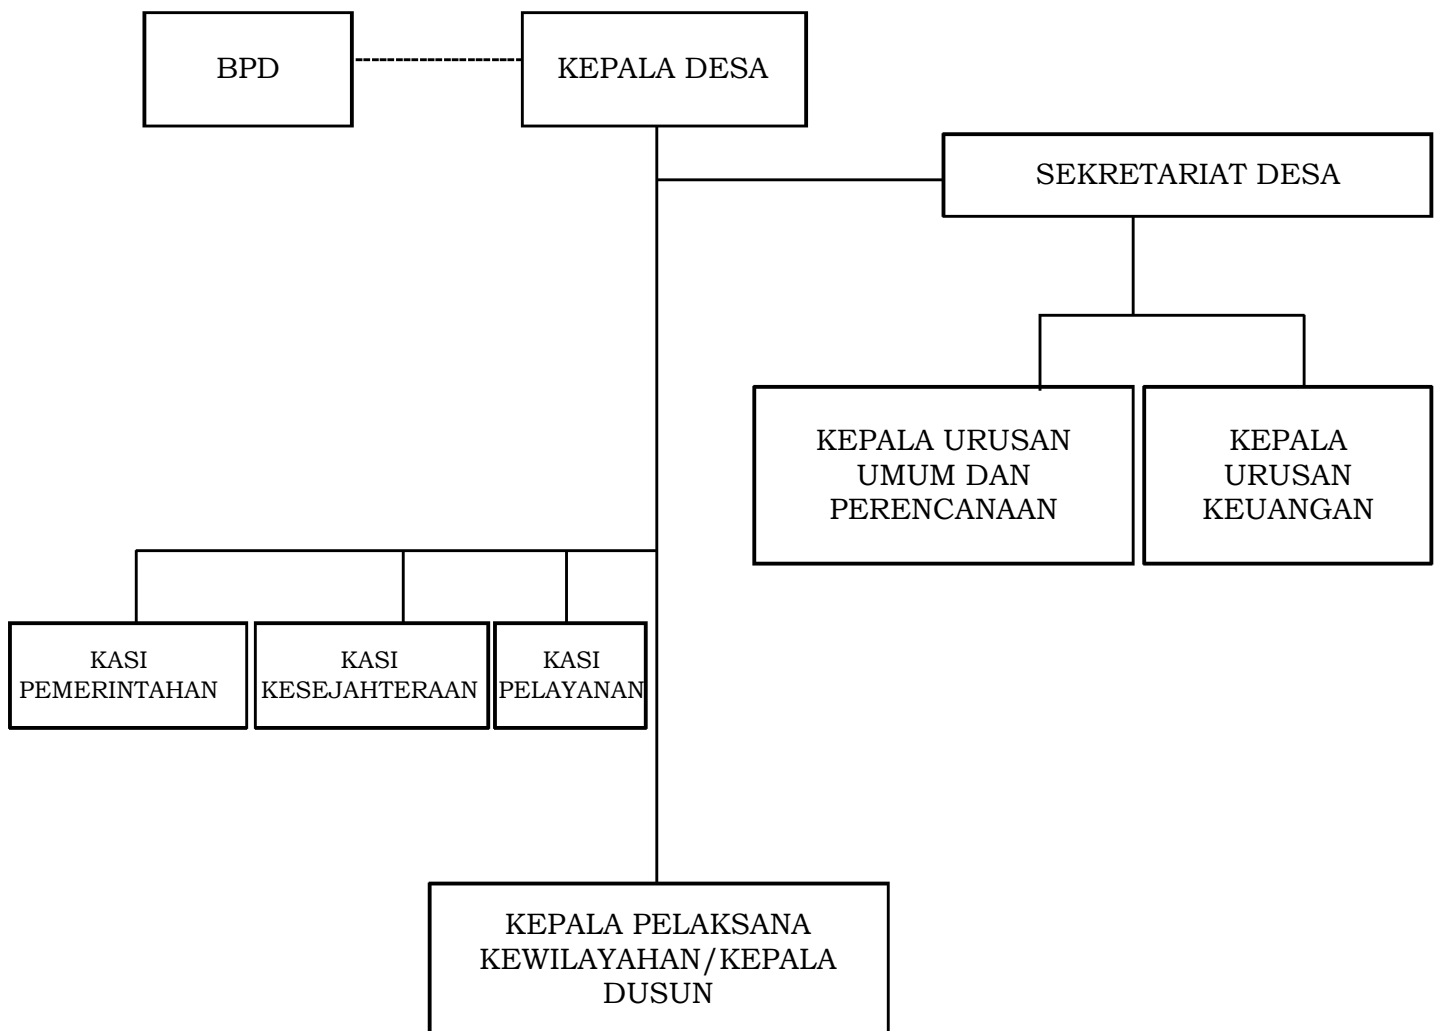 BPD
KEPALA DESA
SEKRETARIAT DESA
KEPALA URUSAN
UMUM DAN
PERENCANAAN
KEPALA
URUSAN
KEUANGAN
KASI
PEMERINTAHAN
KASI
KESEJAHTERAAN
KASI
PELAYANAN
KEPALA PELAKSANA
KEWILAYAHAN/KEPALA
DUSUN